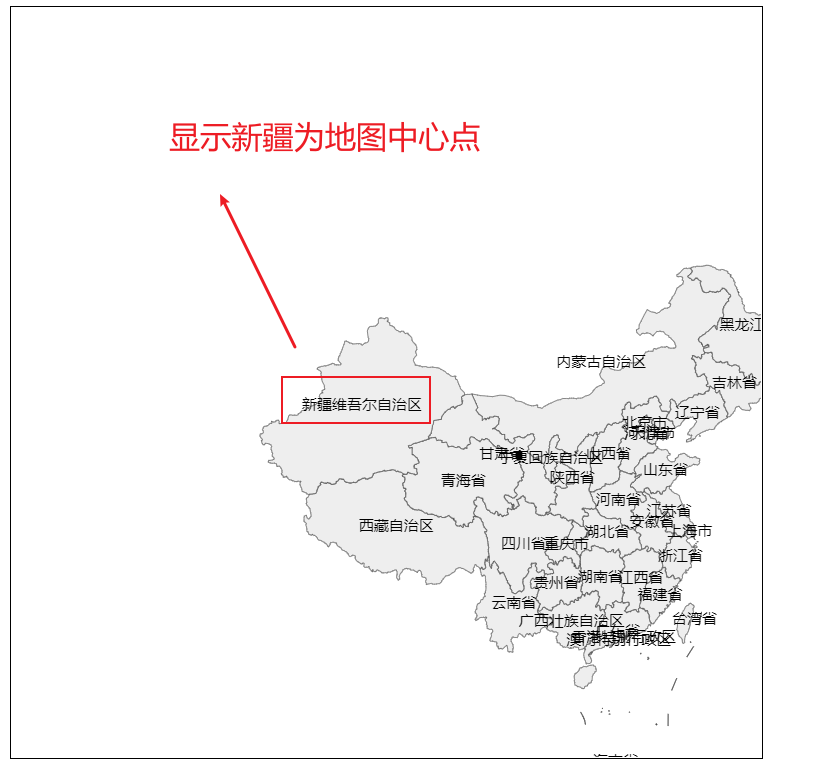 显示新疆为地图中心点
黑龙江
内蒙古自治区
吉林省
新疆维吾尔自治区
辽宁省
北京市
甘肃省
宁夏回族自治区
山西省
山东省
青海省
陕西省
河南省
江苏省
安徽省
西藏自治区
湖北省
上海市
四川省
重庆市
浙江省
贵州省
湖南省
江西省
福建省
云南省
广西壮族自治区
台湾省